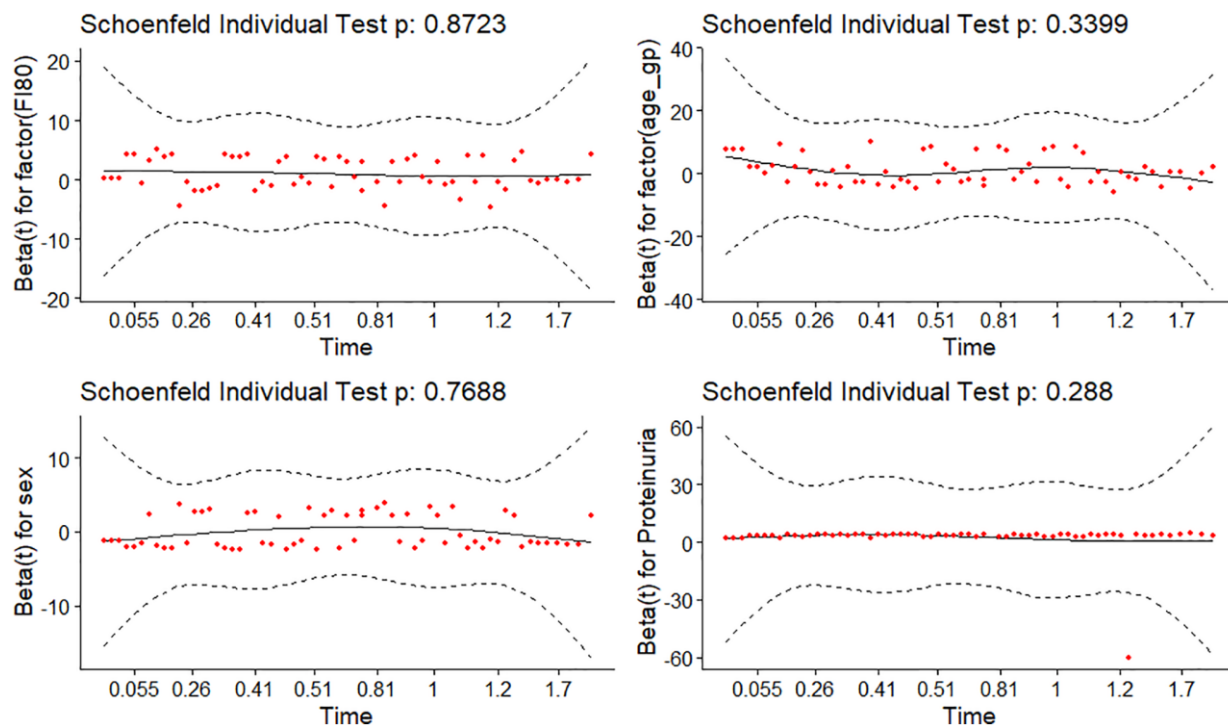 Schoenfeld Individual Test p: 0.8723
20
10
0
-10
-20
Beta(t) for factor(FI80)
0.055 0.26 0.41 0.51 0.81 1 1.2 1.7
Time
Schoenfeld Individual Test p: 0.3399
40
20
0
-20
-40
Beta(t) for factor(age_gp)
0.055 0.26 0.41 0.51 0.81 1 1.2 1.7
Time
Schoenfeld Individual Test p: 0.7688
10
0
-10
Beta(t) for sex
0.055 0.26 0.41 0.51 0.81 1 1.2 1.7
Time
Schoenfeld Individual Test p: 0.288
60
30
0
-30
-60
Beta(t) for Proteinuria
0.055 0.26 0.41 0.51 0.81 1 1.2 1.7
Time